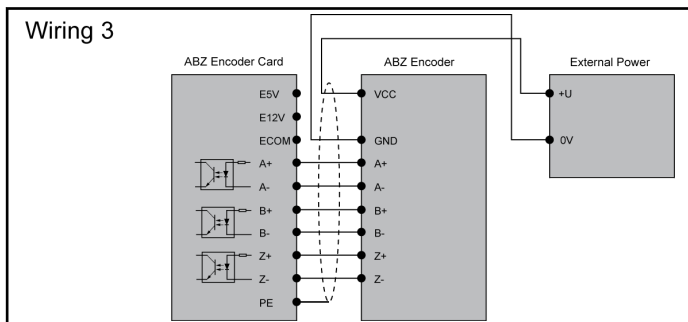 Wiring 3
ABZ Encoder Card
ABZ Encoder
External Power
E5V
VCC
+U
E12V
ECOM
GND
0V
A+
A+
A-
A-
B+
B+
B-
B-
Z+
Z+
Z-
Z-
PE